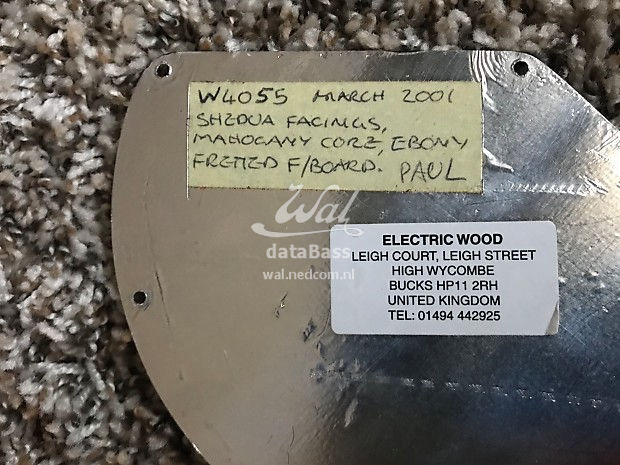 W4055 MARCH 2001
SHEDUA FACINGS,
MAHOGANY CORE, EBONY
FRETTED F/BOARD. PAUL
Wal
dataBass
wal.nedcom.nl
ELECTRIC WOOD
LEIGH COURT, LEIGH STREET
HIGH WYCOMBE
BUCKS HP11 2RH
UNITED KINGDOM
TEL: 01494 442925